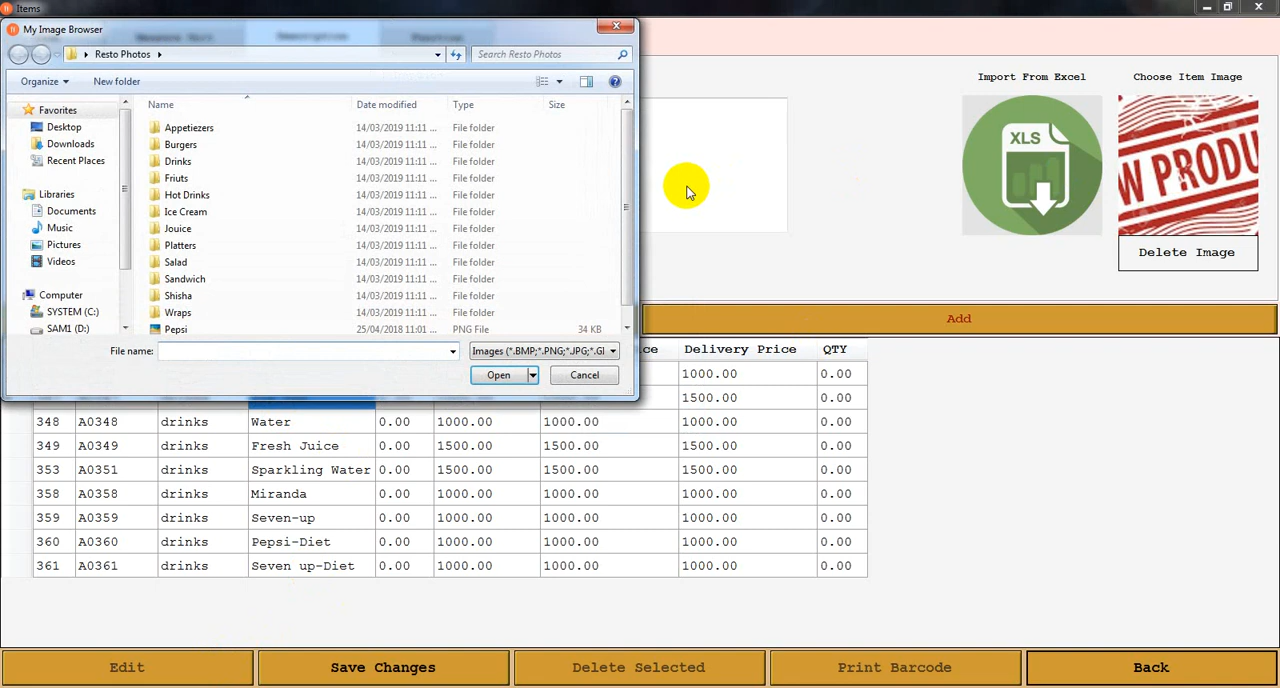 Items
My Image Browser
Resto Photos
Search Resto Photos
Organize
New folder
Favorites
Desktop
Downloads
Recent Places
Libraries
Documents
Music
Pictures
Videos
Computer
SYSTEM (C:)
SAM1 (D:)
Name Date modified Type Size
Appetiezers 14/03/2019 11:11 ... File folder
Burgers 14/03/2019 11:11 ... File folder
Drinks 14/03/2019 11:11 ... File folder
Friuts 14/03/2019 11:11 ... File folder
Hot Drinks 14/03/2019 11:11 ... File folder
Ice Cream 14/03/2019 11:11 ... File folder
Jouice 14/03/2019 11:11 ... File folder
Platters 14/03/2019 11:11 ... File folder
Salad 14/03/2019 11:11 ... File folder
Sandwich 14/03/2019 11:11 ... File folder
Shisha 14/03/2019 11:11 ... File folder
Wraps 14/03/2019 11:11 ... File folder
Pepsi 25/04/2018 11:01 ... PNG File 34 KB
File name:
Images (*.BMP;*.PNG;*.JPG;*.GI
Open
Cancel
Import From Excel
Choose Item Image
XLS
W PRODU
Delete Image
Add
ce Delivery Price QTY
1000.00 0.00
1500.00 0.00
348 A0348 drinks Water 0.00 1000.00 1000.00 1000.00 0.00
349 A0349 drinks Fresh Juice 0.00 1500.00 1500.00 1500.00 0.00
353 A0351 drinks Sparkling Water 0.00 1500.00 1500.00 1500.00 0.00
358 A0358 drinks Miranda 0.00 1000.00 1000.00 1000.00 0.00
359 A0359 drinks Seven-up 0.00 1000.00 1000.00 1000.00 0.00
360 A0360 drinks Pepsi-Diet 0.00 1000.00 1000.00 1000.00 0.00
361 A0361 drinks Seven up-Diet 0.00 1000.00 1000.00 1000.00 0.00
Edit
Save Changes
Delete Selected
Print Barcode
Back